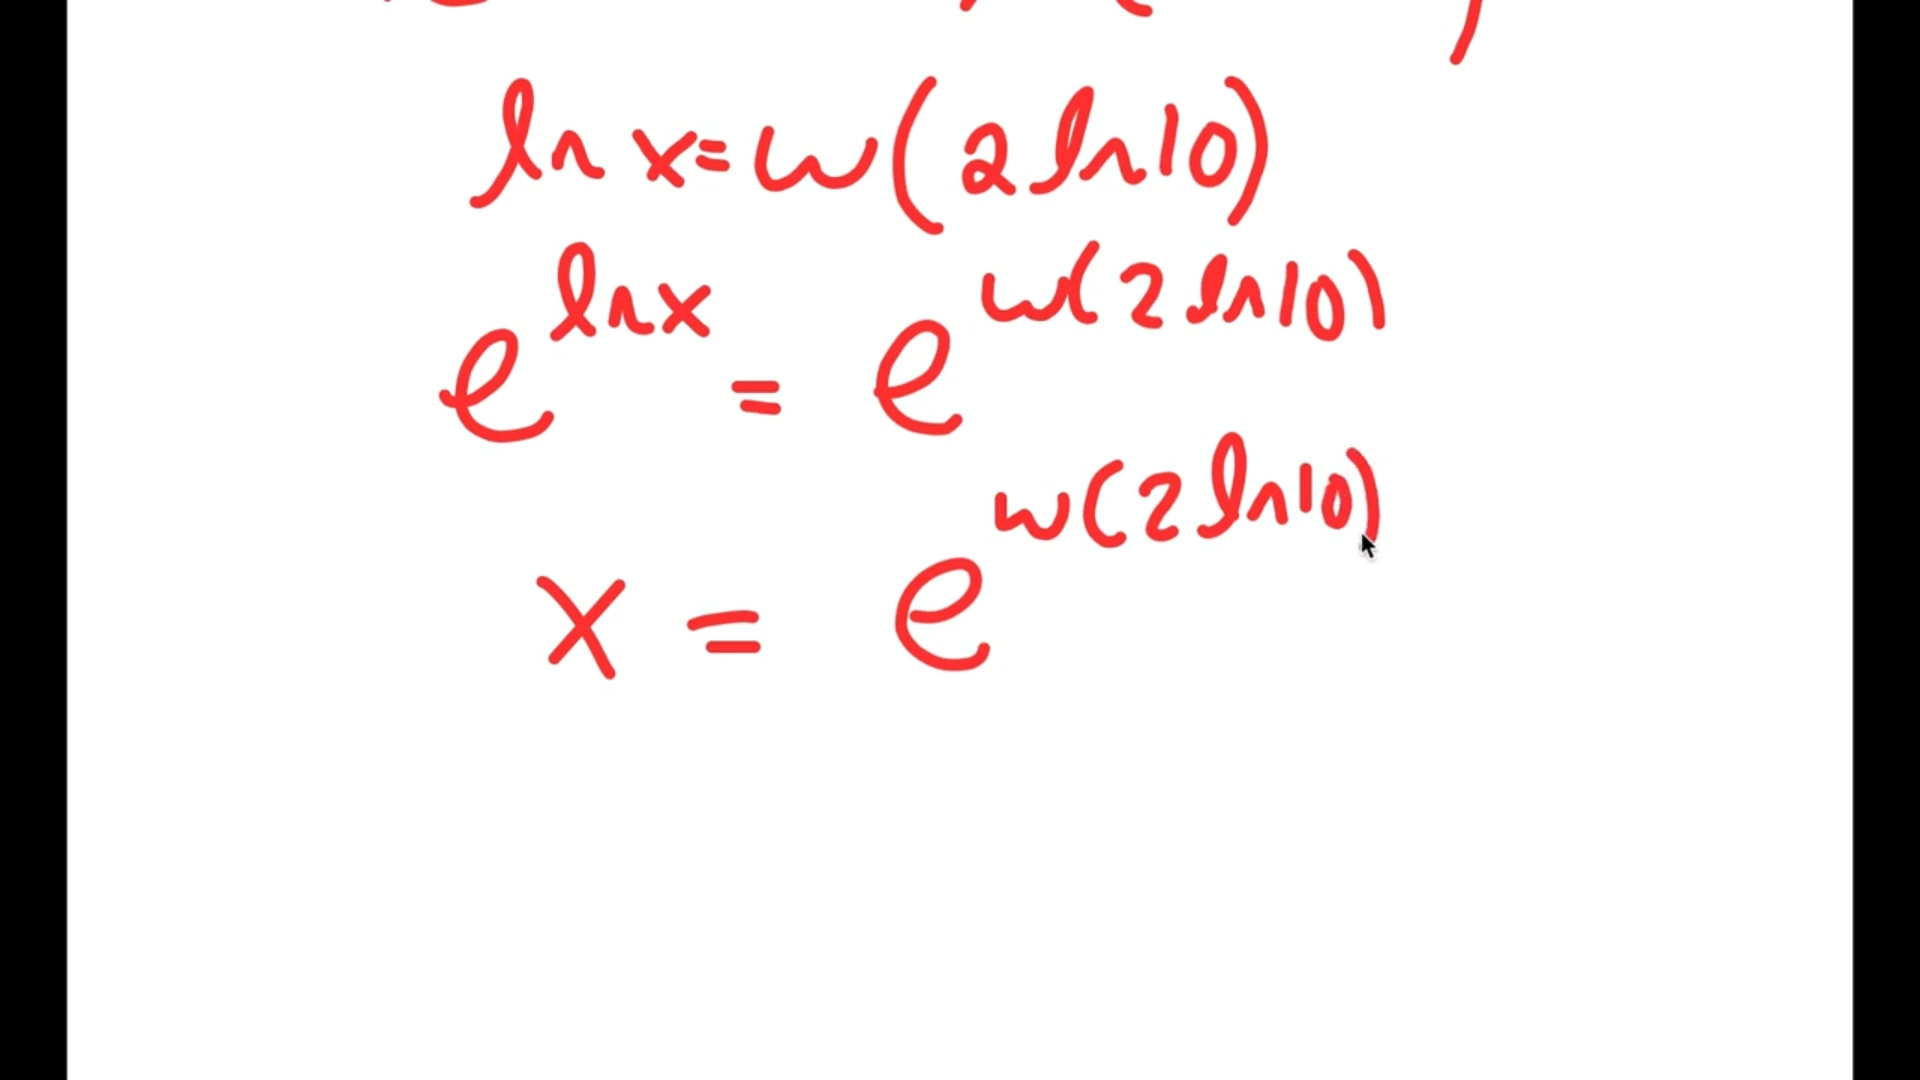 ln x = w(2 ln 10)
e^{ln x} = e^{w(2 ln 10)}
x = e^{w(2 ln 10)}